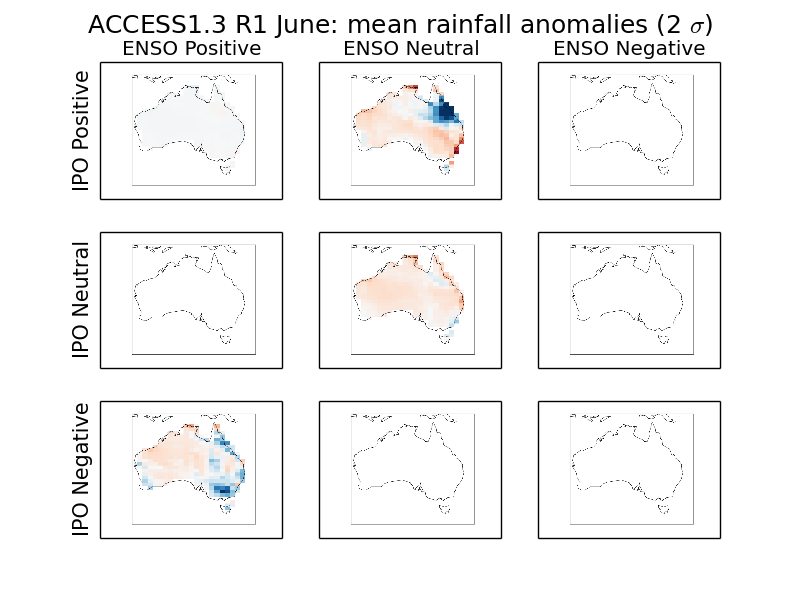 ACCESS1.3 R1 June: mean rainfall anomalies (2 σ)
ENSO Positive ENSO Neutral ENSO Negative
IPO Positive
IPO Neutral
IPO Negative